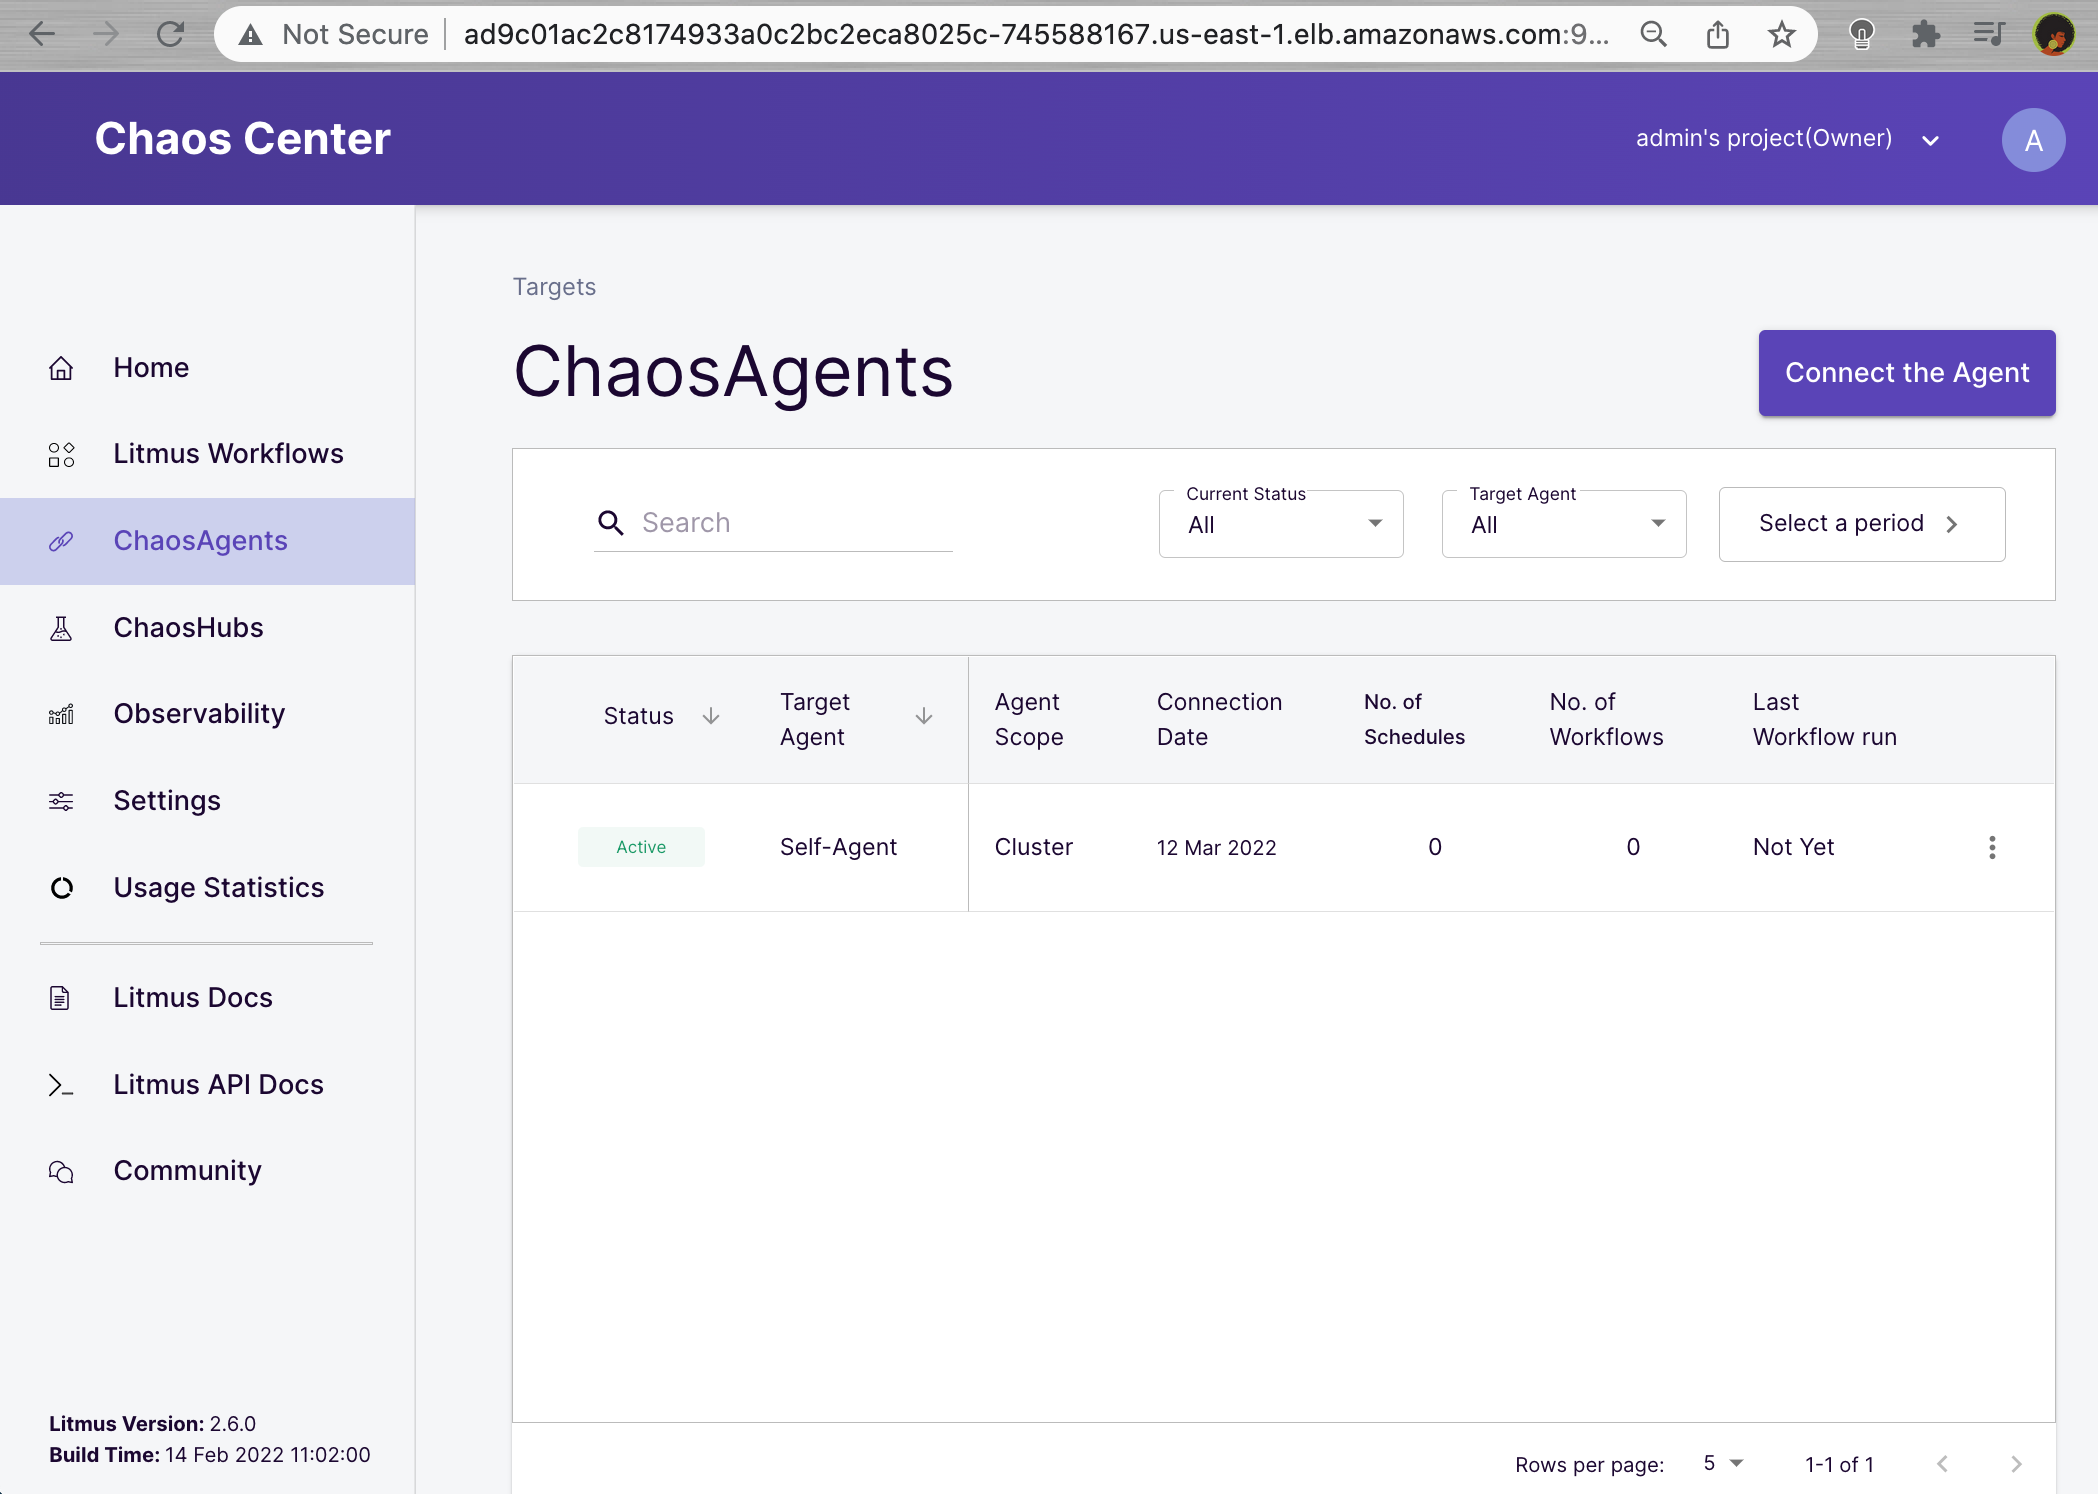 Not Secure
ad9c01ac2c8174933a0c2bc2eca8025c-745588167.us-east-1.elb.amazonaws.com:9...
Chaos Center
admin's project(Owner)
A
Targets
ChaosAgents
Connect the Agent
Home
Litmus Workflows
ChaosAgents
ChaosHubs
Observability
Settings
Usage Statistics
Litmus Docs
Litmus API Docs
Community
Litmus Version: 2.6.0
Build Time: 14 Feb 2022 11:02:00
Search
Current Status
All
Target Agent
All
Select a period
Status
Target
Agent
Agent
Scope
Connection
Date
No. of
Schedules
No. of
Workflows
Last
Workflow run
Active
Self-Agent
Cluster
12 Mar 2022
0
0
Not Yet
Rows per page:
5
1-1 of 1